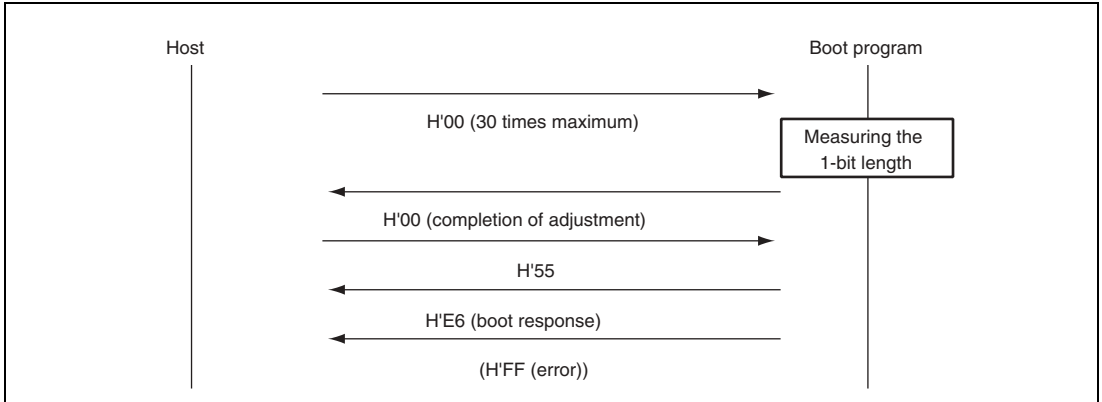 Host
Boot program
H'00 (30 times maximum)
Measuring the
1-bit length
H'00 (completion of adjustment)
H'55
H'E6 (boot response)
(H'FF (error))